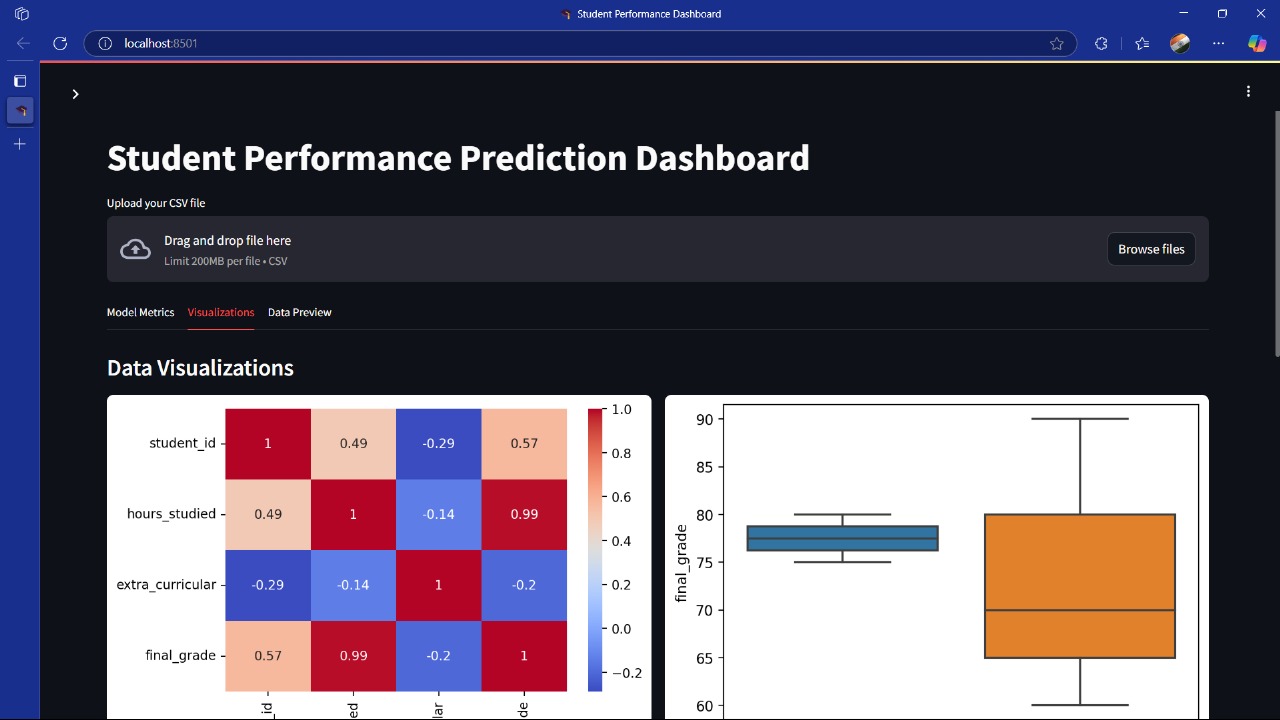 Student Performance Dashboard
localhost:8501
Student Performance Prediction Dashboard
Upload your CSV file
Drag and drop file here
Limit 200MB per file • CSV
Browse files
Model Metrics Visualizations Data Preview
Data Visualizations
student_id 1 0.49 -0.29 0.57
hours_studied 0.49 1 -0.14 0.99
extra_curricular -0.29 -0.14 1 -0.2
final_grade 0.57 0.99 -0.2 1
_id ed lar de
1.0
0.8
0.6
0.4
0.2
0.0
−0.2
final_grade
90
85
80
75
70
65
60